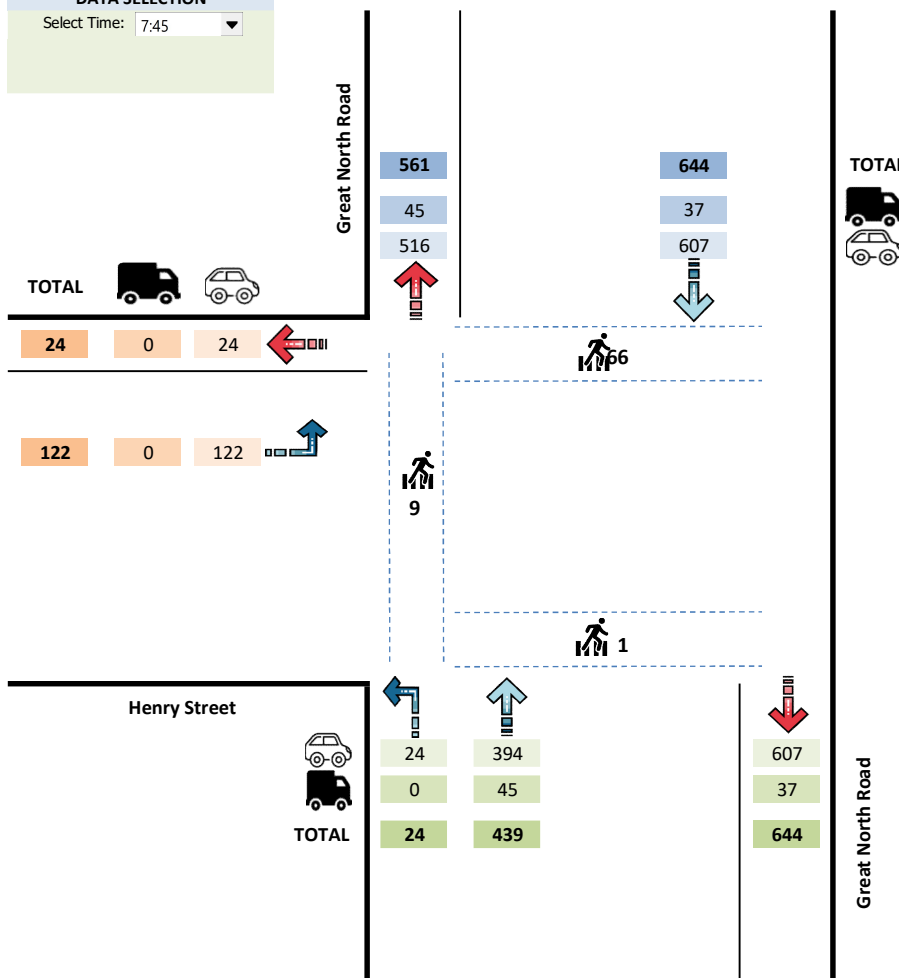 DATA SELECTION
Select Time: 7:45
Great North Road
561 644
TOTAL
45 37
516 607
TOTAL
24 0 24
66
122 0 122
9
1
Henry Street
24 394 607
0 45 37
TOTAL 24 439 644
Great North Road